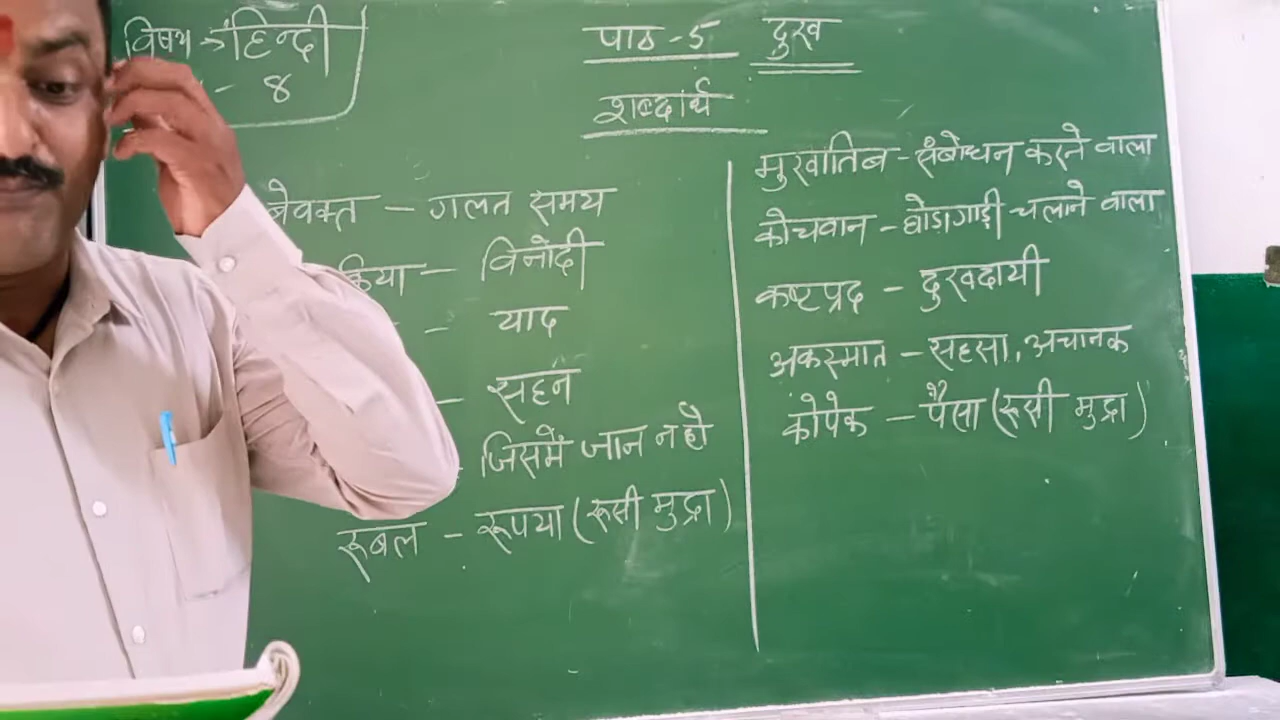 विषय → हिन्दी
- ४
पाठ - 5 दुख
शब्दार्थ
बेवक्त - गलत समय
किया - विनोदी
- याद
- सहन
- जिसमें जान न हो
रूबल - रूपया (रूसी मुद्रा)
मुखातिब - संबोधन करने वाला
कोचवान - घोडागाड़ी चलाने वाला
कष्टप्रद - दुखदायी
अकस्मात - सहसा, अचानक
कोपेक - पैसा (रूसी मुद्रा)